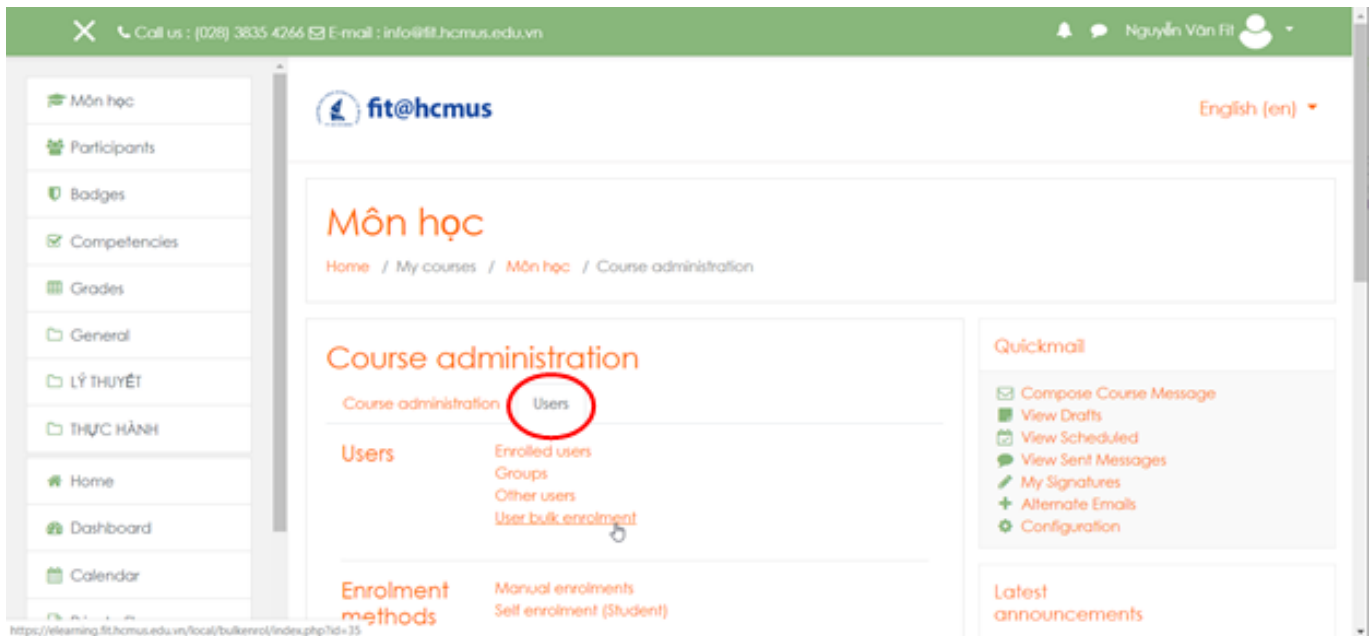 Call us : (028) 3835 4266 E-mail : info@fit.hcmus.edu.vn
Nguyễn Văn Fit
Môn học
Participants
Badges
Competencies
Grades
General
LÝ THUYẾT
THỰC HÀNH
Home
Dashboard
Calendar
fit@hcmus
English (en)
Môn học
Home / My courses / Môn học / Course administration
Course administration
Course administration Users
Users
Enrolled users
Groups
Other users
User bulk enrolment
Enrolment methods
Manual enrolments
Self enrolment (Student)
Quickmail
Compose Course Message
View Drafts
View Scheduled
View Sent Messages
My Signatures
Alternate Emails
Configuration
Latest
announcements
https://elearning.fit.hcmus.edu.vn/local/bulkenrol/index.php?id=35